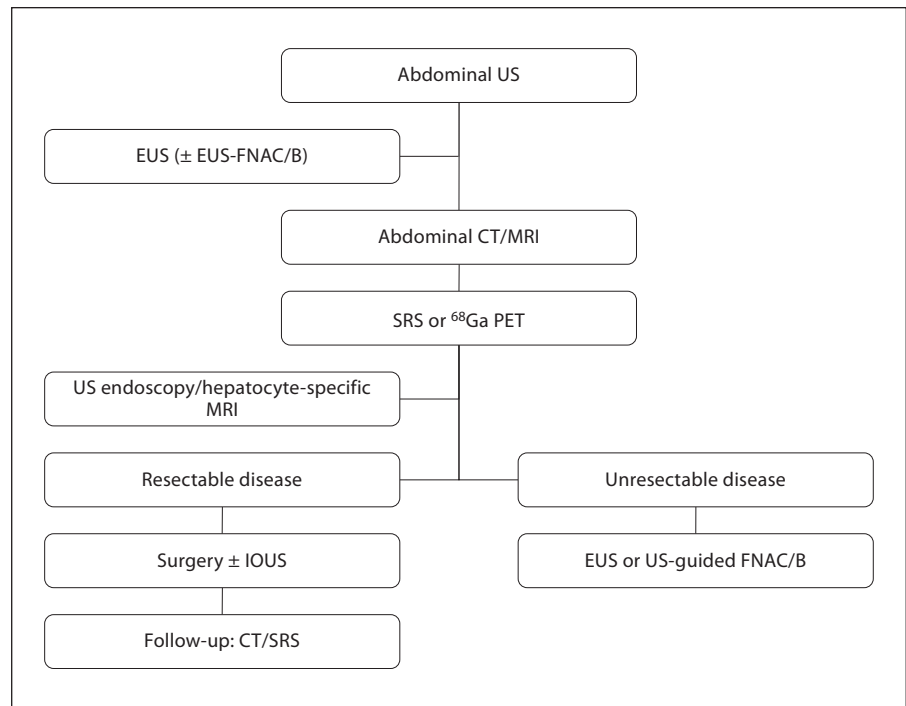 Abdominal US
EUS (± EUS-FNAC/B)
Abdominal CT/MRI
SRS or ⁶⁸Ga PET
US endoscopy/hepatocyte-specific
MRI
Resectable disease
Unresectable disease
Surgery ± IOUS
EUS or US-guided FNAC/B
Follow-up: CT/SRS